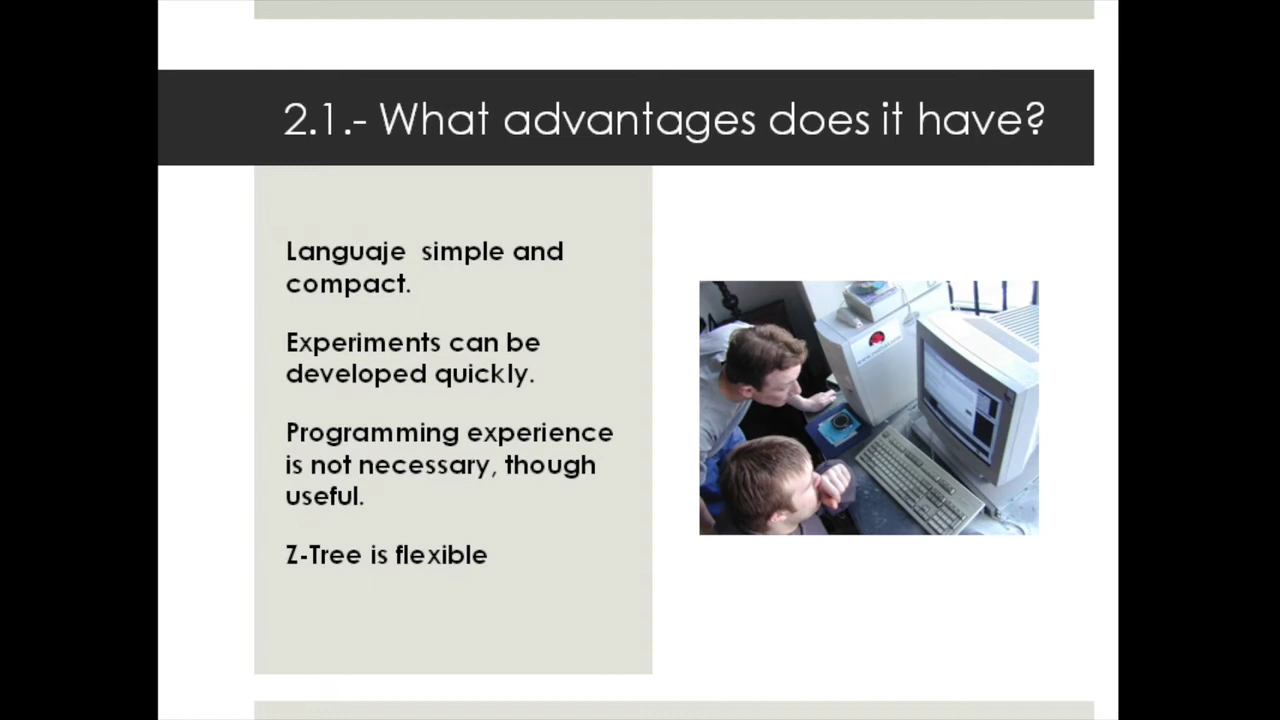 2.1.- What advantages does it have?
Languaje simple and
compact.
Experiments can be
developed quickly.
Programming experience
is not necessary, though
useful.
Z-Tree is flexible